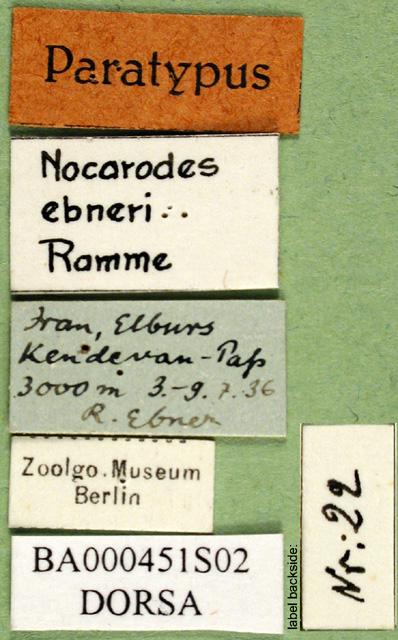 Paratypus
Nocarodes
ebneri..
Ramme
Iran, Elburs
Kendevan-Paß
3000 m 3.-9. 7. 36
R. Ebner
Zoolgo. Museum
Berlin
BA000451S02
DORSA
label backside:
Nr. 22